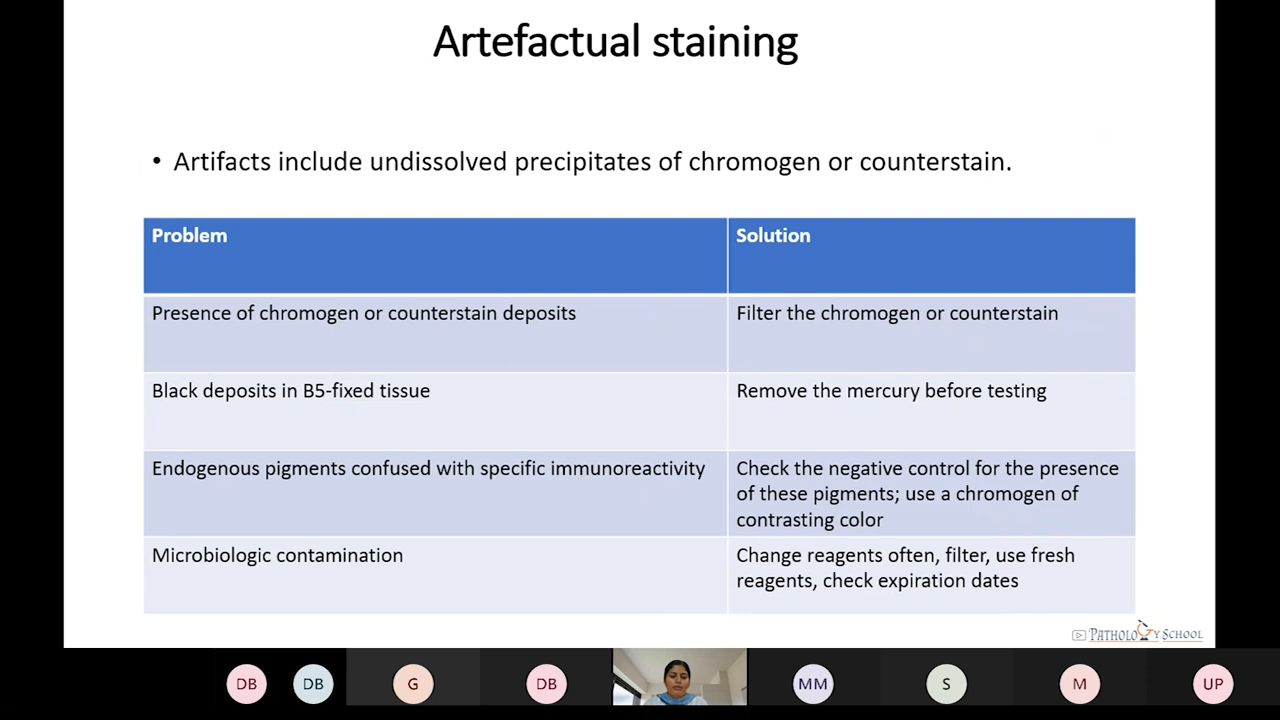 Artefactual staining
• Artifacts include undissolved precipitates of chromogen or counterstain.
Problem
Solution
Presence of chromogen or counterstain deposits
Filter the chromogen or counterstain
Black deposits in B5-fixed tissue
Remove the mercury before testing
Endogenous pigments confused with specific immunoreactivity
Check the negative control for the presence
of these pigments; use a chromogen of
contrasting color
Microbiologic contamination
Change reagents often, filter, use fresh
reagents, check expiration dates
PATHOLOGY SCHOOL
DB
DB
G
DB
MM
S
M
UP